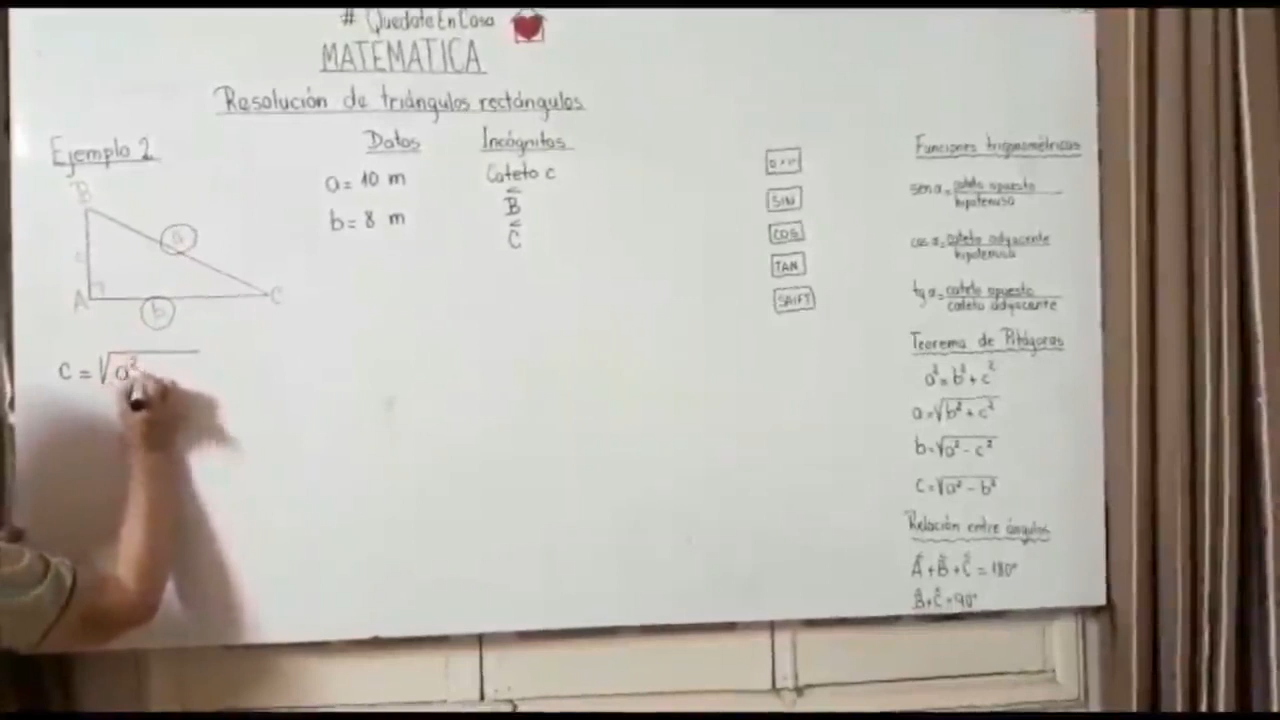 # QuedateEnCasa
MATEMATICA
Resolución de triángulos rectángulos
Ejemplo 2
B
a
c
A
b
C
c = √a²
Datos
a = 10 m
b = 8 m
Incógnitas
Cateto c
B̂
Ĉ
SIN
COS
TAN
SHIFT
Funciones trigonométricas
sen α = cateto opuesto
hipotenusa
cos α = cateto adyacente
hipotenusa
tg α = cateto opuesto
cateto adyacente
Teorema de Pitágoras
a² = b² + c²
a = √b² + c²
b = √a² - c²
c = √a² - b²
Relación entre ángulos
Â + B̂ + Ĉ = 180°
B̂ + Ĉ = 90°